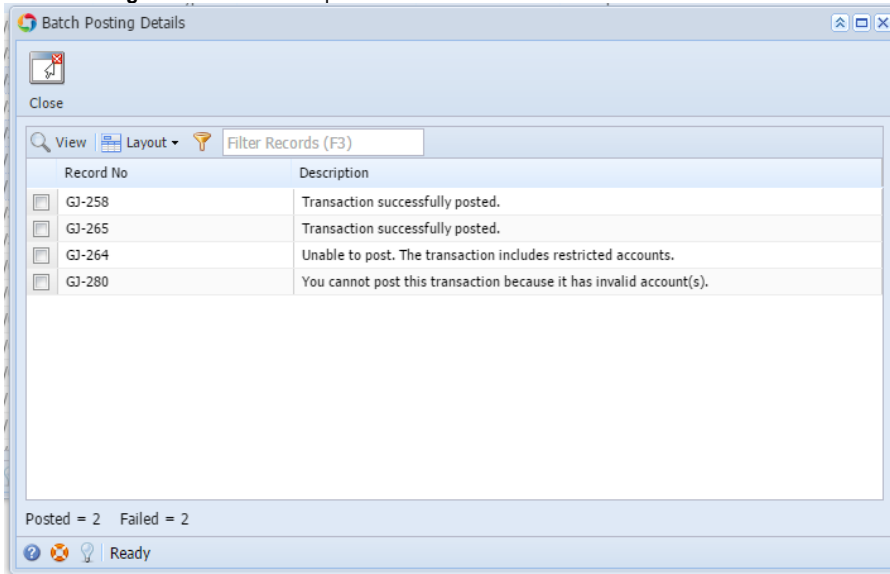 Batch Posting Details
Close
View Layout Filter Records (F3)
Record No Description
GJ-258 Transaction successfully posted.
GJ-265 Transaction successfully posted.
GJ-264 Unable to post. The transaction includes restricted accounts.
GJ-280 You cannot post this transaction because it has invalid account(s).
Posted = 2 Failed = 2
Ready